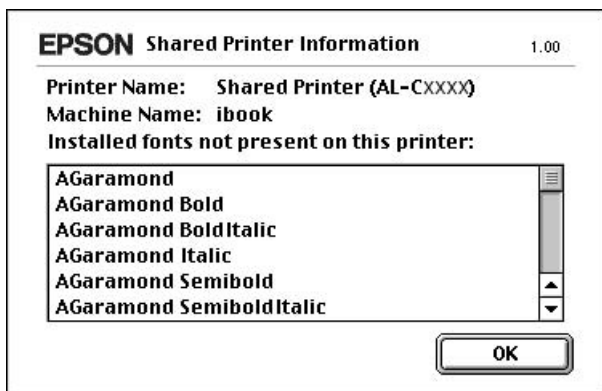 EPSON Shared Printer Information 1.00
Printer Name: Shared Printer (AL-CXXXX)
Machine Name: ibook
Installed fonts not present on this printer:
AGaramond
AGaramond Bold
AGaramond BoldItalic
AGaramond Italic
AGaramond Semibold
AGaramond SemiboldItalic
OK